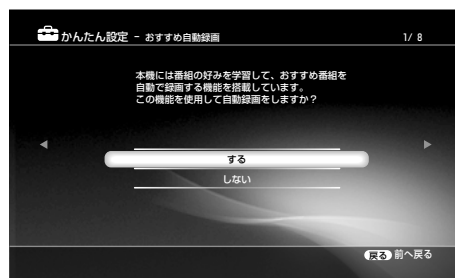 かんたん設定 - おすすめ自動録画 1/ 8
本機には番組の好みを学習して、おすすめ番組を
自動で録画する機能を搭載しています。
この機能を使用して自動録画をしますか？
する
しない
戻る 前へ戻る